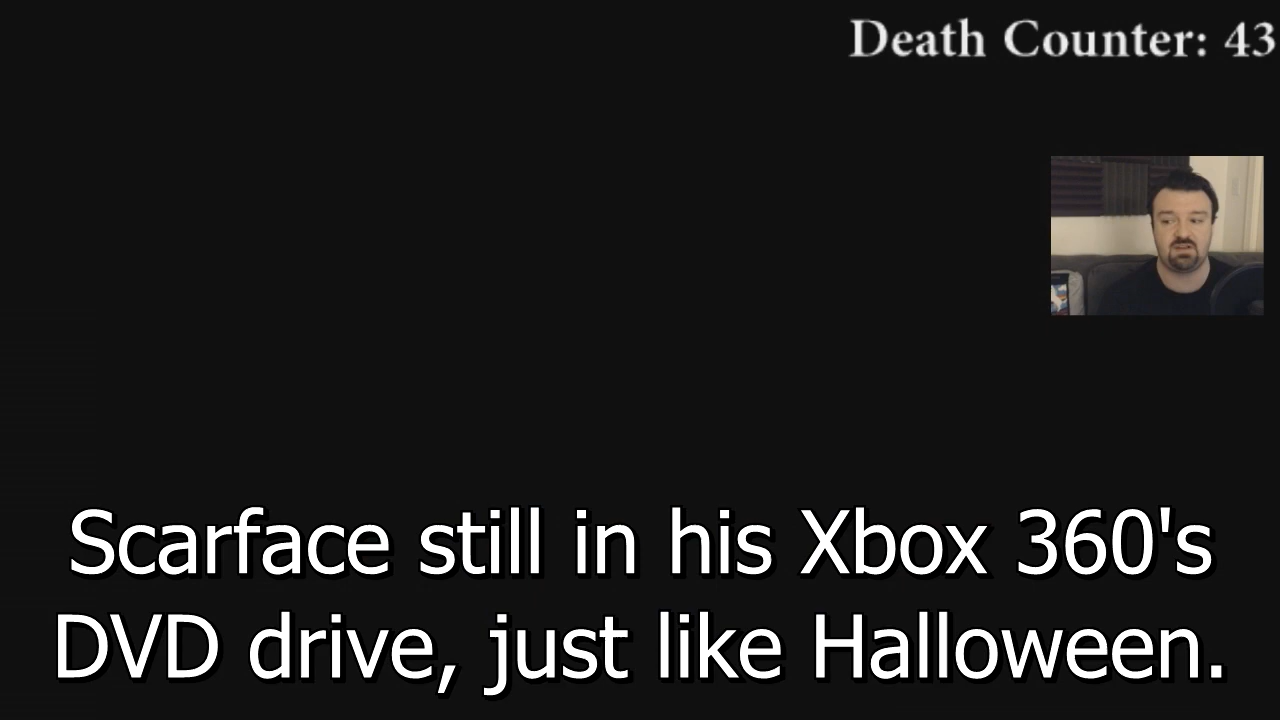 Death Counter: 43
Scarface still in his Xbox 360's
DVD drive, just like Halloween.